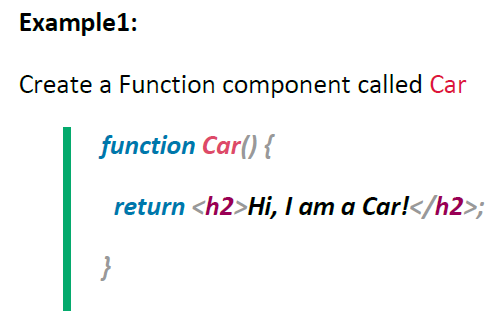 Example1:
Create a Function component called Car
function Car() {
return <h2>Hi, I am a Car!</h2>;
}